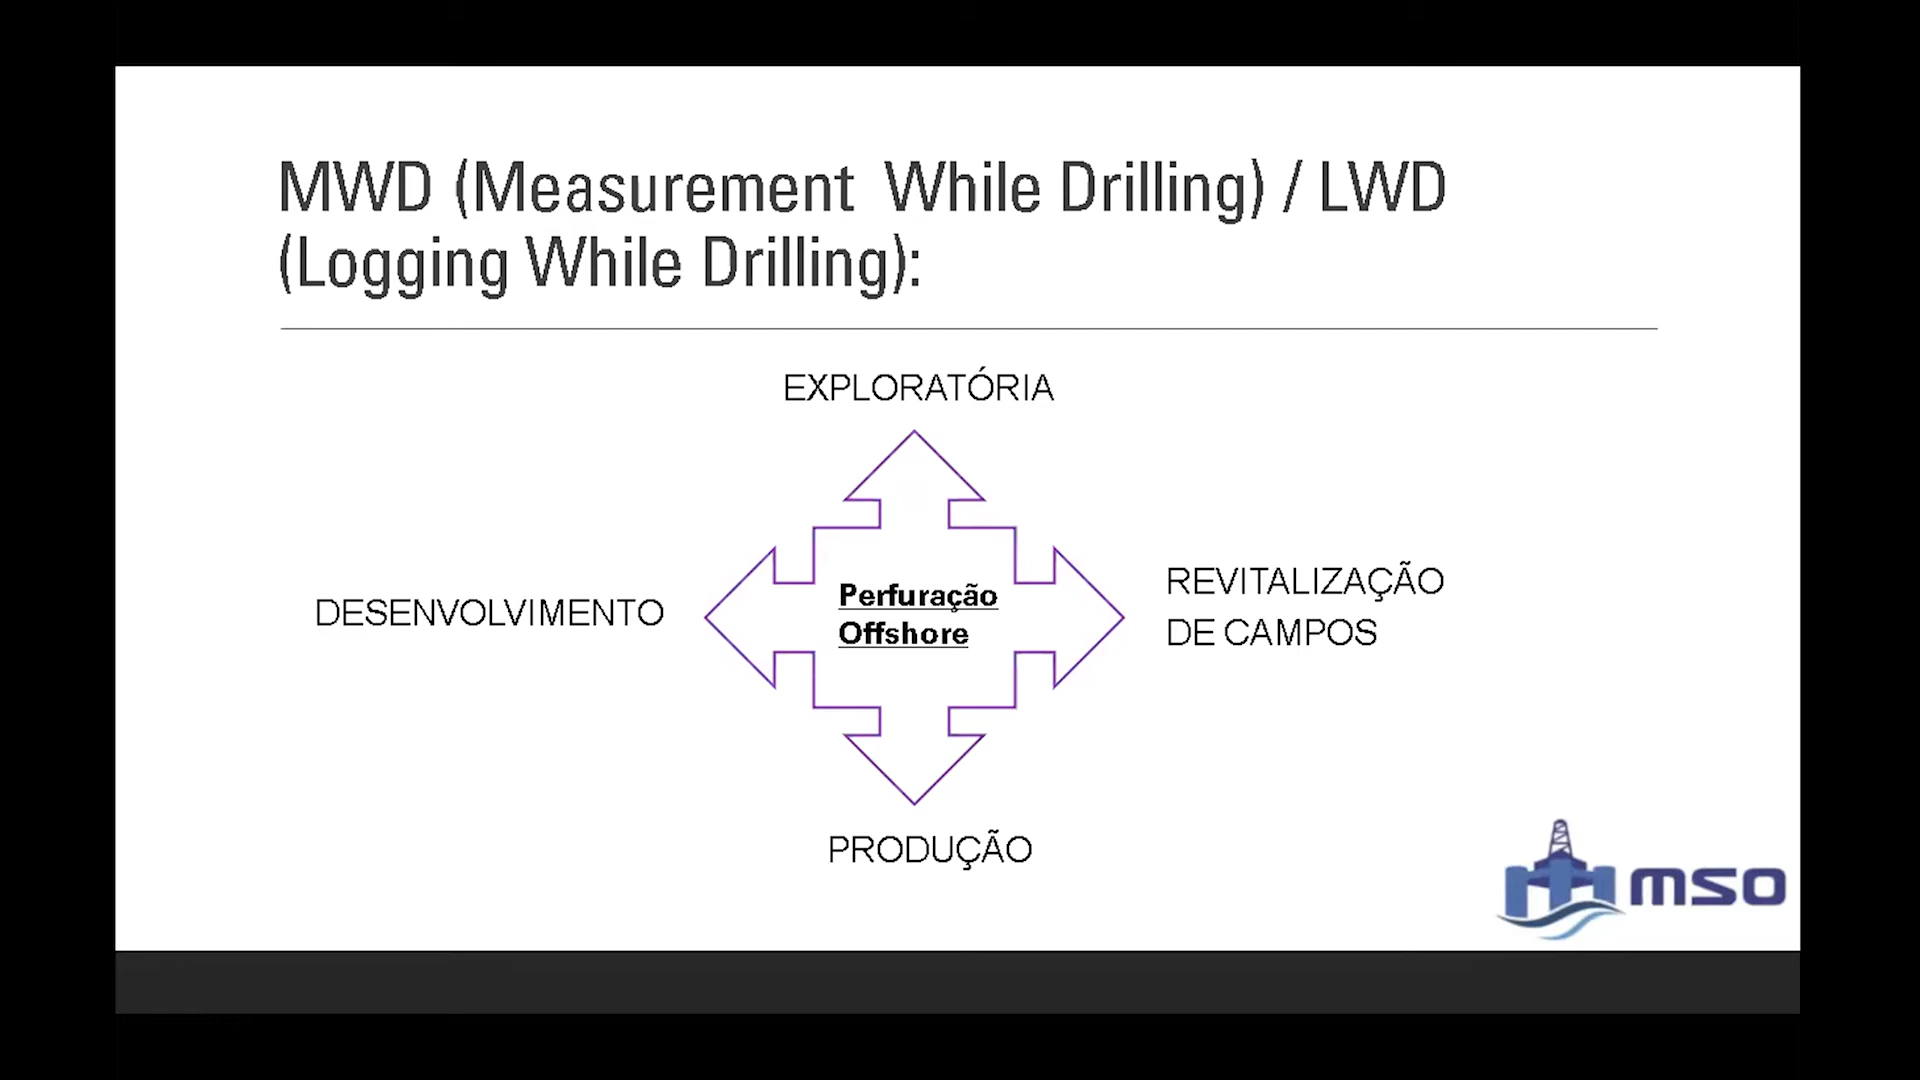 MWD (Measurement While Drilling) / LWD
(Logging While Drilling):
EXPLORATÓRIA
DESENVOLVIMENTO
Perfuração
Offshore
REVITALIZAÇÃO
DE CAMPOS
PRODUÇÃO
mso